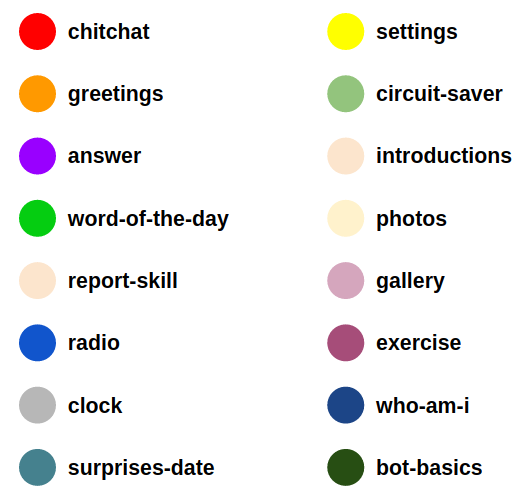 chitchat
greetings
answer
word-of-the-day
report-skill
radio
clock
surprises-date
settings
circuit-saver
introductions
photos
gallery
exercise
who-am-i
bot-basics